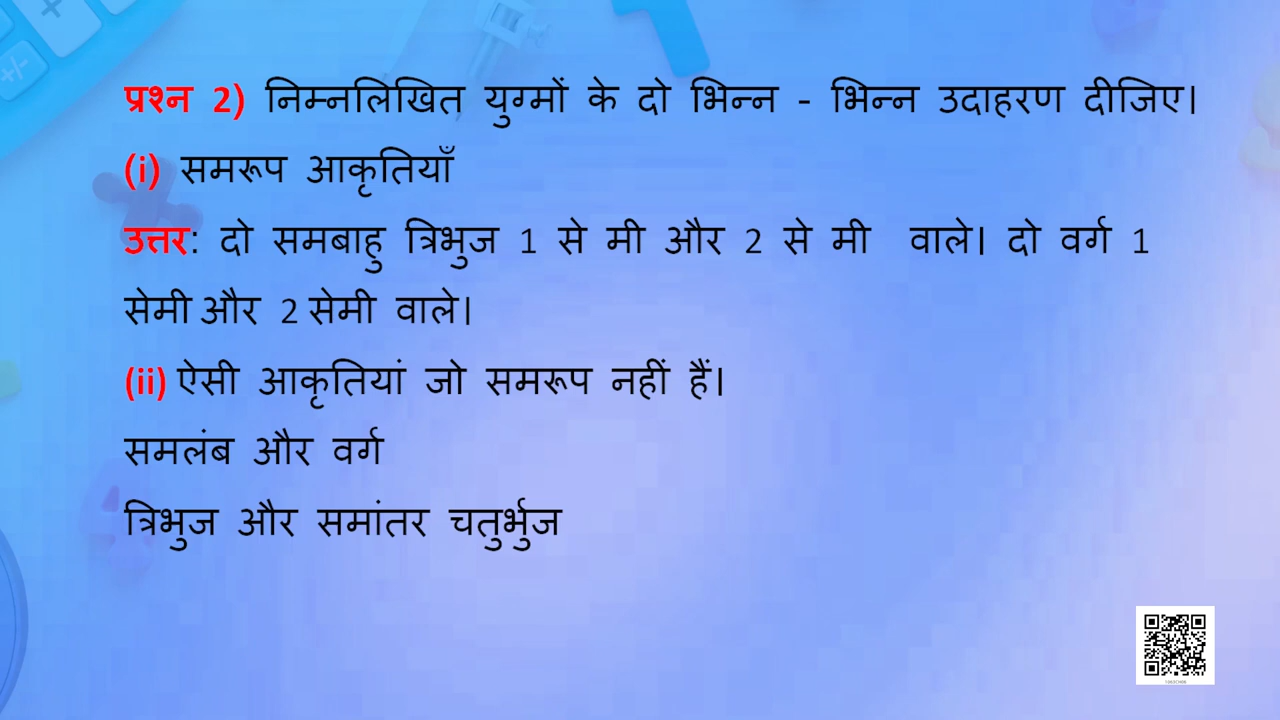 प्रश्न 2) निम्नलिखित युग्मों के दो भिन्न - भिन्न उदाहरण दीजिए।
(i) समरूप आकृतियाँ
उत्तर: दो समबाहु त्रिभुज 1 से मी और 2 से मी वाले। दो वर्ग 1
सेमी और 2 सेमी वाले।
(ii) ऐसी आकृतियां जो समरूप नहीं हैं।
समलंब और वर्ग
त्रिभुज और समांतर चतुर्भुज